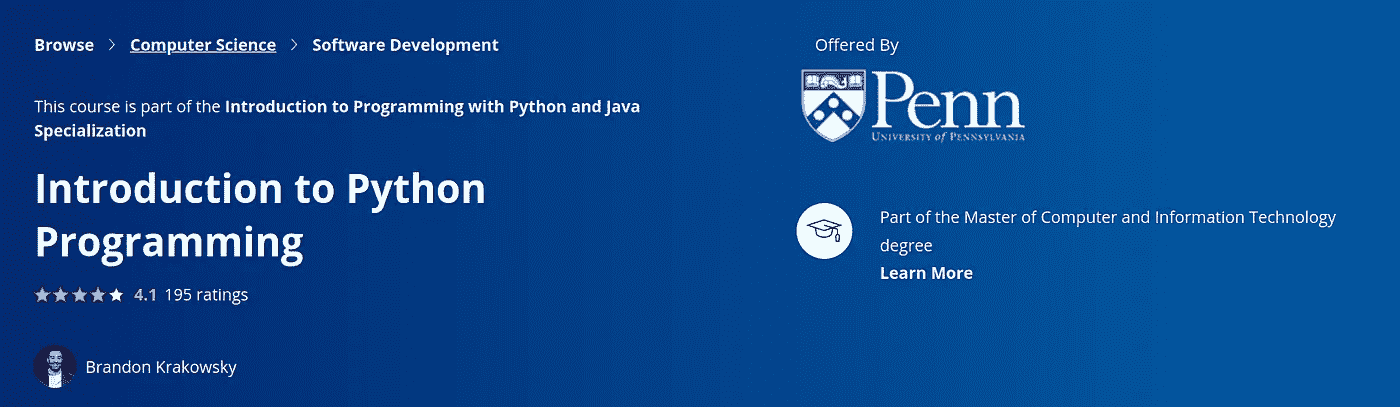 Browse > Computer Science > Software Development
This course is part of the Introduction to Programming with Python and Java
Specialization
Introduction to Python
Programming
4.1 195 ratings
Brandon Krakowsky
Offered By
Penn
UNIVERSITY of PENNSYLVANIA
Part of the Master of Computer and Information Technology
degree
Learn More